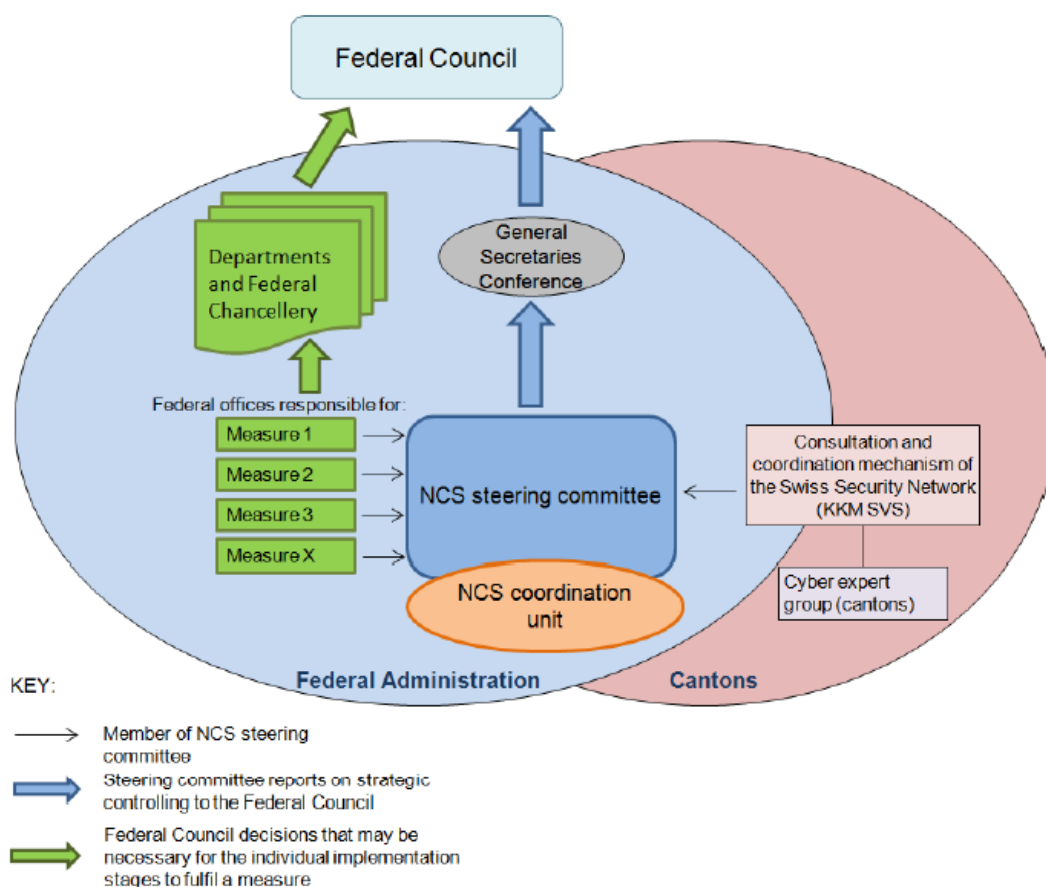 Federal Council
General
Secretaries
Conference
Departments
and Federal
Chancellery
Federal offices responsible for:
Measure 1
Measure 2
Measure 3
Measure X
NCS steering committee
NCS coordination
unit
Consultation and
coordination mechanism of
the Swiss Security Network
(KKM SVS)
Cyber expert
group (cantons)
Federal Administration
Cantons
KEY:
Member of NCS steering
committee
Steering committee reports on strategic
controlling to the Federal Council
Federal Council decisions that may be
necessary for the individual implementation
stages to fulfil a measure